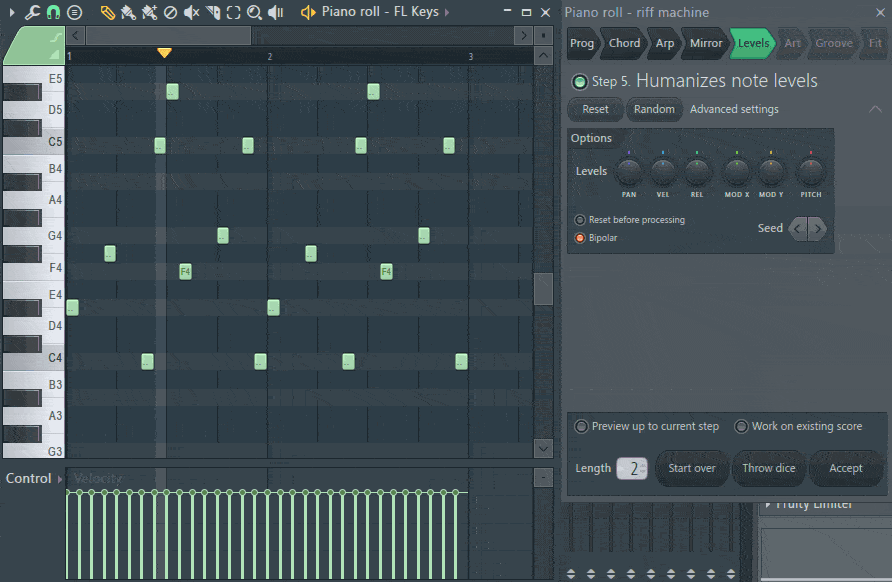 Piano roll - FL Keys
Piano roll - riff machine
Prog Chord Arp Mirror Levels Art Groove Fit
1 2 3
Step 5. Humanizes note levels
Reset Random Advanced settings
Options
Levels
PAN VEL REL MOD X MOD Y PITCH
Reset before processing
Bipolar
Seed
E5
D5
C5
B4
A4
G4
F4 F4 F4
E4
D4
C4
B3
A3
G3
Preview up to current step Work on existing score
Length 2 Start over Throw dice Accept
Control Velocity
Fruity Limiter